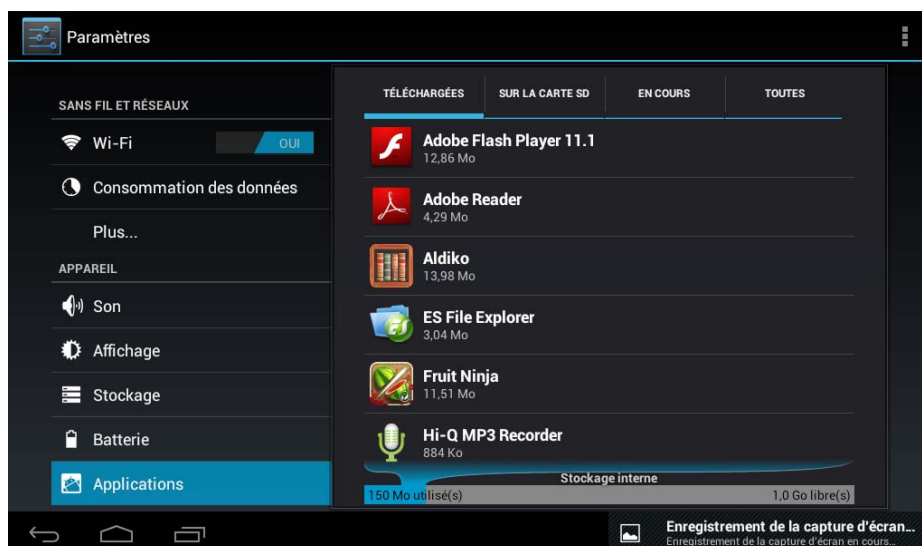 Paramètres
SANS FIL ET RÉSEAUX
Wi-Fi
OUI
Consommation des données
Plus...
APPAREIL
Son
Affichage
Stockage
Batterie
Applications
TÉLÉCHARGÉES
SUR LA CARTE SD
EN COURS
TOUTES
Adobe Flash Player 11.1
12,86 Mo
Adobe Reader
4,29 Mo
Aldiko
13,98 Mo
ES File Explorer
3,04 Mo
Fruit Ninja
11,51 Mo
Hi-Q MP3 Recorder
884 Ko
Stockage interne
150 Mo utilisé(s)
1,0 Go libre(s)
Enregistrement de la capture d'écran...
Enregistrement de la capture d'écran en cours...